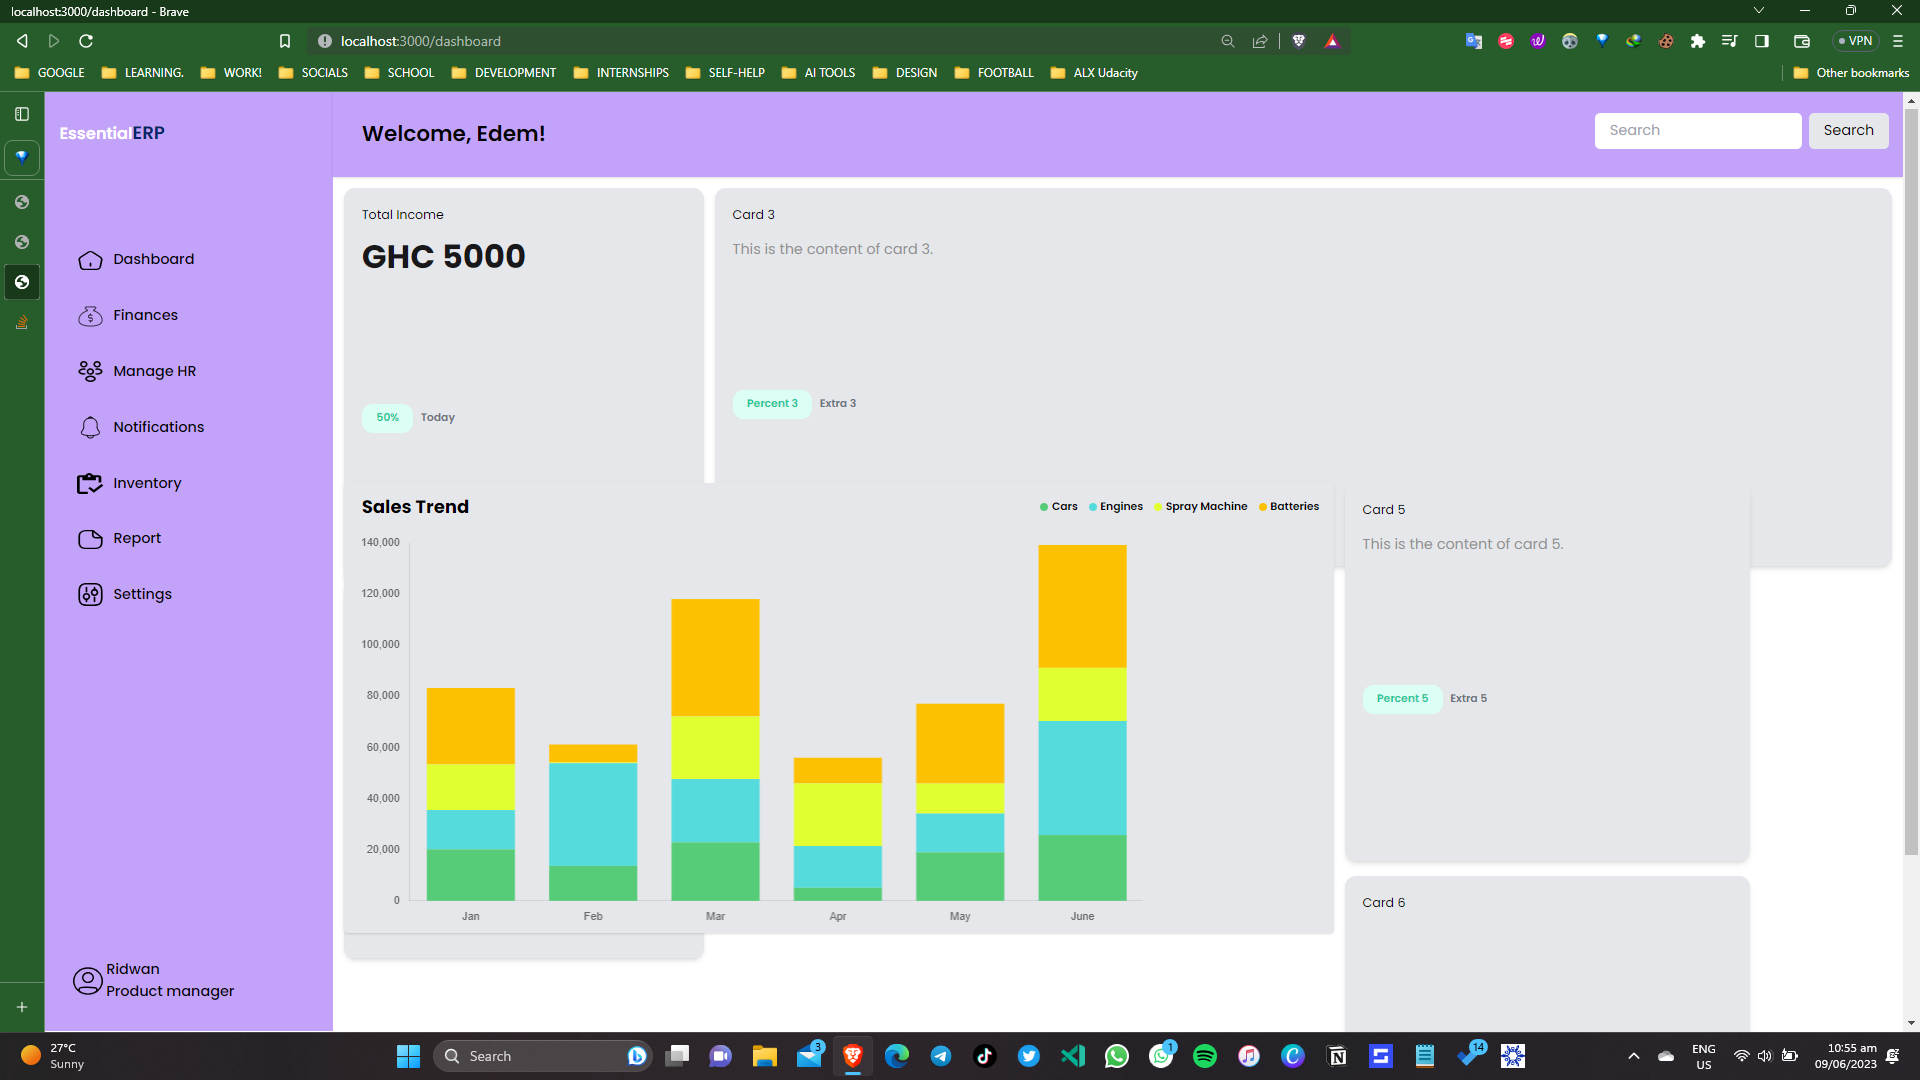 localhost:3000/dashboard - Brave
localhost:3000/dashboard
VPN
GOOGLE LEARNING. WORK! SOCIALS SCHOOL DEVELOPMENT INTERNSHIPS SELF-HELP AI TOOLS DESIGN FOOTBALL ALX Udacity Other bookmarks
EssentialERP
Welcome, Edem!
Search Search
Dashboard
Finances
Manage HR
Notifications
Inventory
Report
Settings
Ridwan
Product manager
Total Income
GHC 5000
50% Today
Card 3
This is the content of card 3.
Percent 3 Extra 3
Sales Trend
Cars Engines Spray Machine Batteries
140,000
120,000
100,000
80,000
60,000
40,000
20,000
0
Jan Feb Mar Apr May June
Card 5
This is the content of card 5.
Percent 5 Extra 5
Card 6
27°C
Sunny
Search
3
1
14
ENG
US
10:55 am
09/06/2023